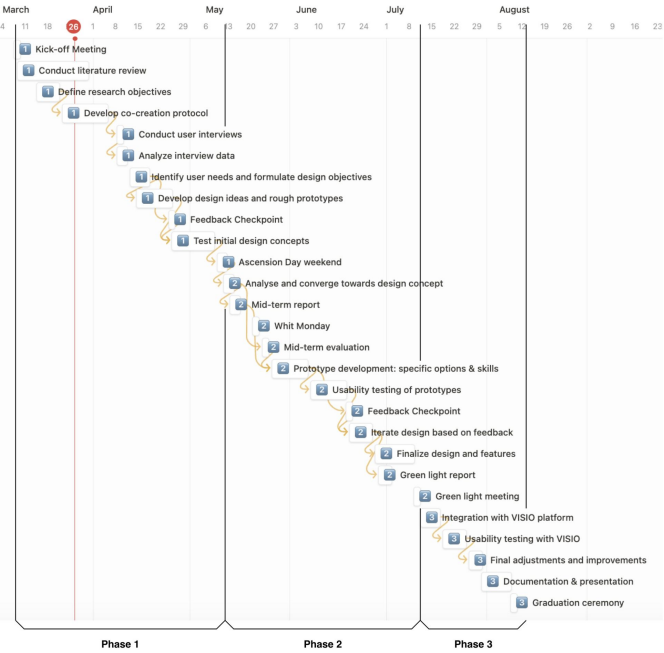 March April May June July August
4 11 18 26 1 8 15 22 29 6 13 20 27 3 10 17 24 1 8 15 22 29 5 12 19 26 2 9 16 23
1 Kick-off Meeting
1 Conduct literature review
1 Define research objectives
1 Develop co-creation protocol
1 Conduct user interviews
1 Analyze interview data
1 Identify user needs and formulate design objectives
1 Develop design ideas and rough prototypes
1 Feedback Checkpoint
1 Test initial design concepts
1 Ascension Day weekend
2 Analyse and converge towards design concept
2 Mid-term report
2 Whit Monday
2 Mid-term evaluation
2 Prototype development: specific options & skills
2 Usability testing of prototypes
2 Feedback Checkpoint
2 Iterate design based on feedback
2 Finalize design and features
2 Green light report
2 Green light meeting
3 Integration with VISIO platform
3 Usability testing with VISIO
3 Final adjustments and improvements
3 Documentation & presentation
3 Graduation ceremony
Phase 1 Phase 2 Phase 3